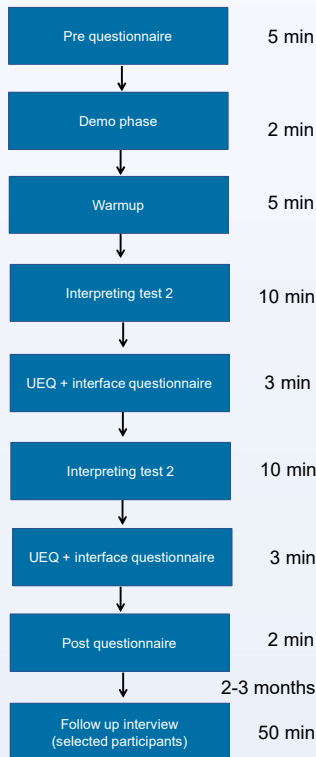 Pre questionnaire 5 min
Demo phase 2 min
Warmup 5 min
Interpreting test 2 10 min
UEQ + interface questionnaire 3 min
Interpreting test 2 10 min
UEQ + interface questionnaire 3 min
Post questionnaire 2 min
2-3 months
Follow up interview
(selected participants) 50 min